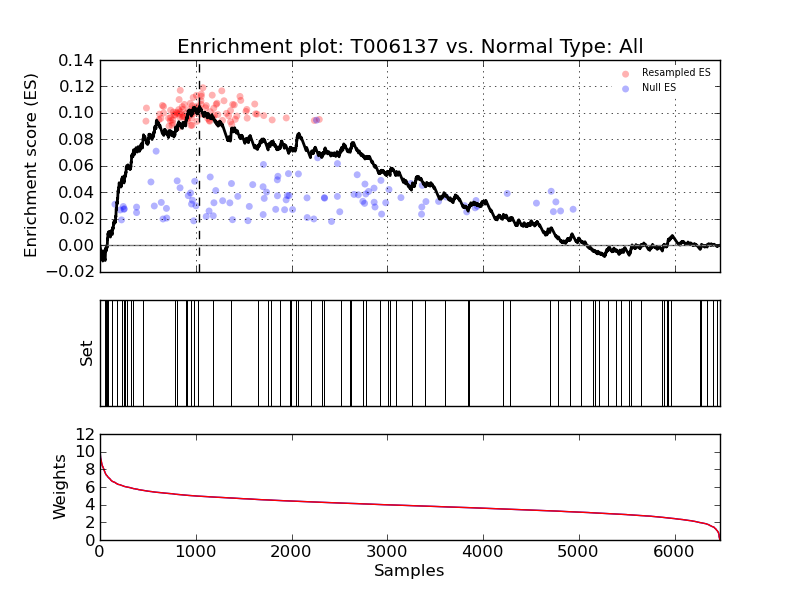 Enrichment plot: T006137 vs. Normal Type: All
Enrichment score (ES)
0.14
0.12
0.10
0.08
0.06
0.04
0.02
0.00
−0.02
Resampled ES
Null ES
Set
Weights
12
10
8
6
4
2
0
0 1000 2000 3000 4000 5000 6000
Samples